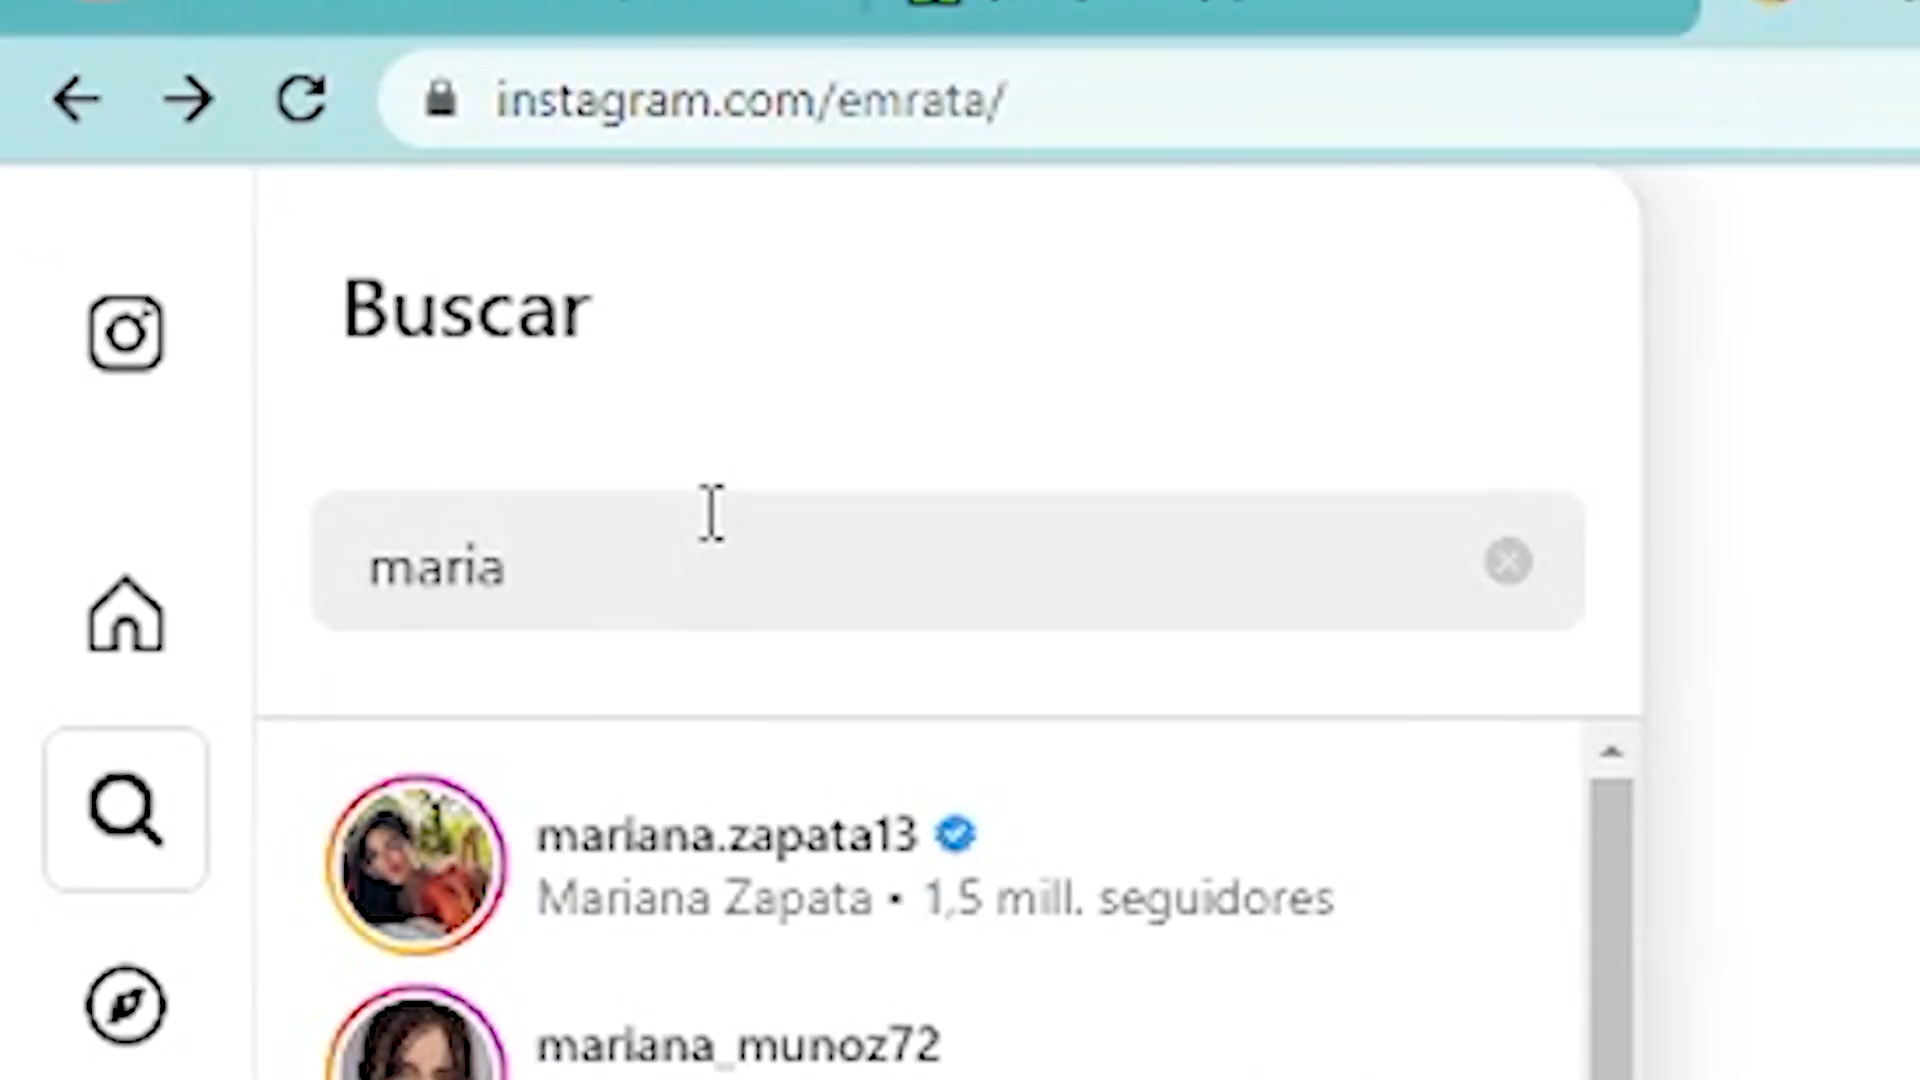 instagram.com/emrata/
Buscar
maria
mariana.zapata13
Mariana Zapata • 1,5 mill. seguidores
mariana_munoz72